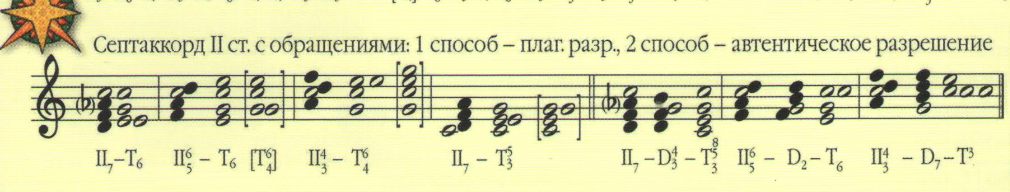 Септаккорд II ст. с обращениями: 1 способ – плаг. разр., 2 способ – автентическое разрешение
(♭) (♭)
II7–T6 II6/5 – T6 [T6/4] II4/3 – T6/4 II7 – T5/3 II7–D4/3–T8/5/3 II6/5 – D2–T6 II4/3 – D7–T3